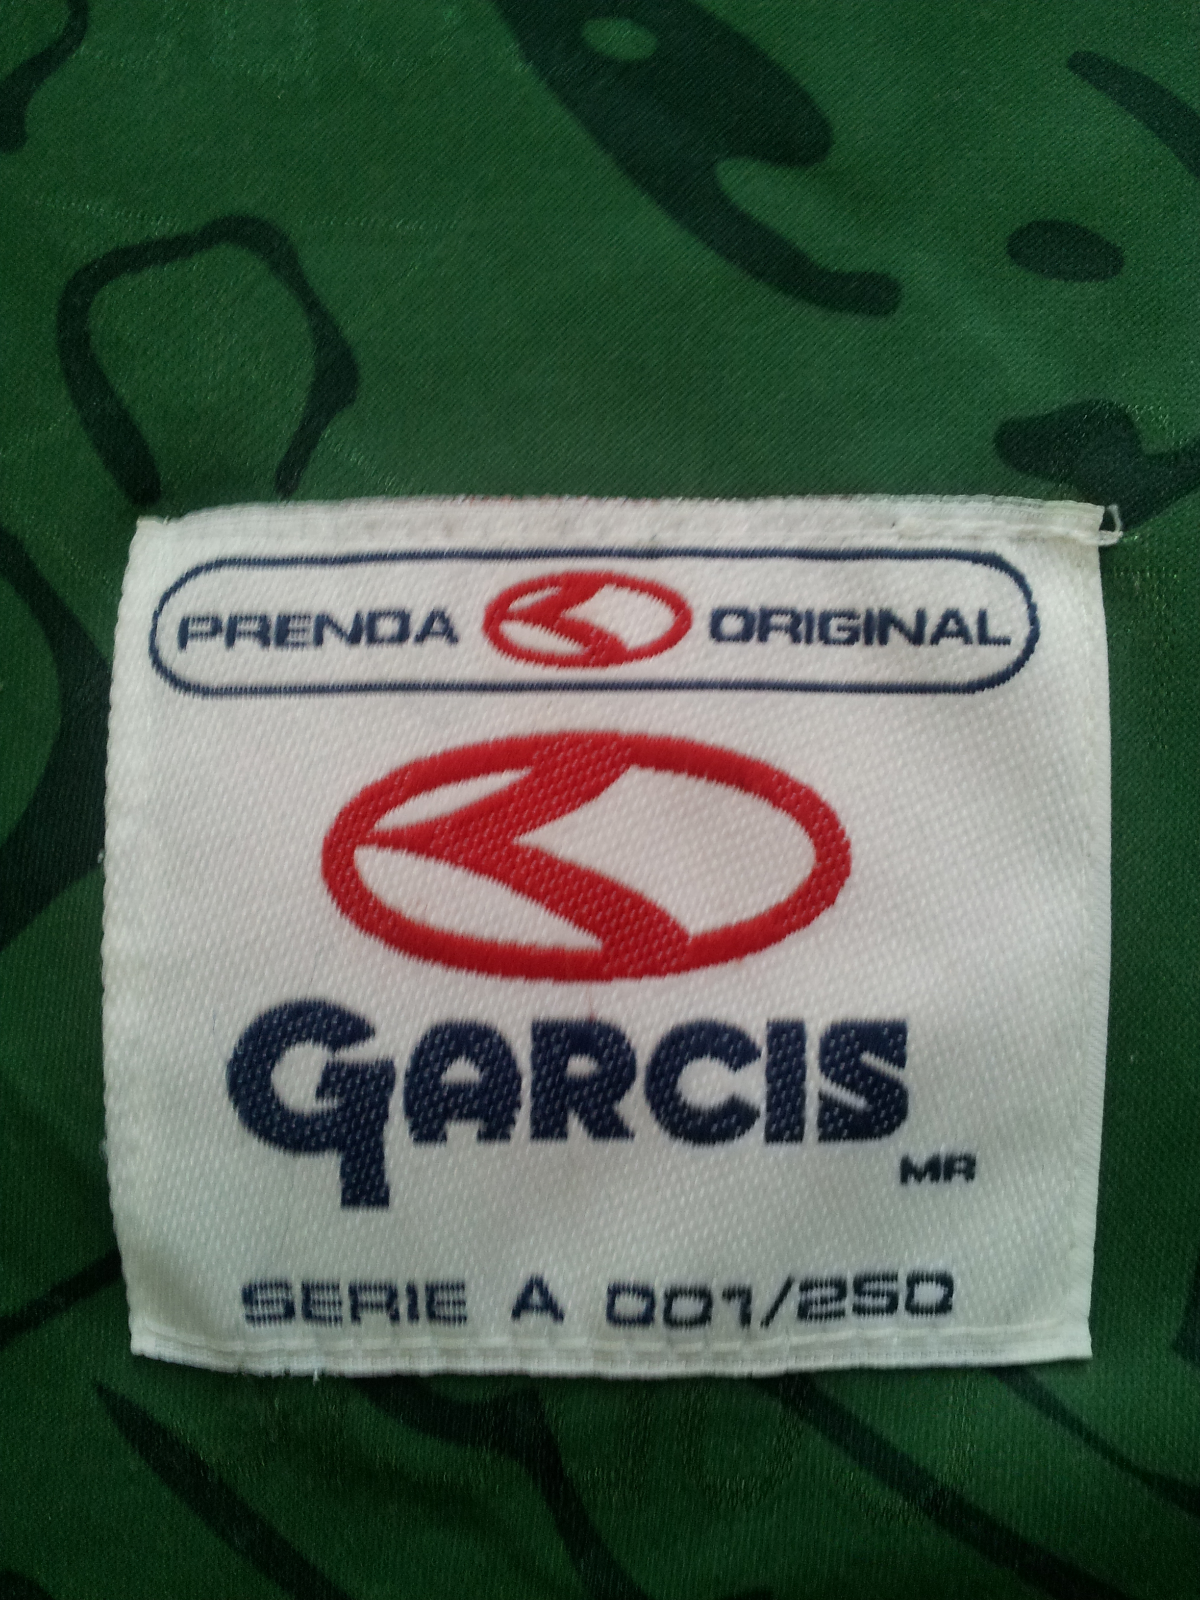 PRENDA ORIGINAL
GARCIS
MR
SERIE A 001/250